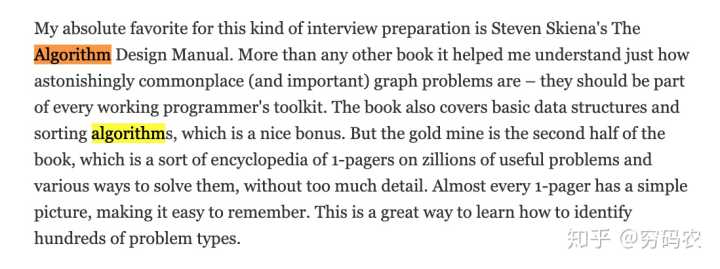 My absolute favorite for this kind of interview preparation is Steven Skiena's The
Algorithm Design Manual. More than any other book it helped me understand just how
astonishingly commonplace (and important) graph problems are – they should be part
of every working programmer's toolkit. The book also covers basic data structures and
sorting algorithms, which is a nice bonus. But the gold mine is the second half of the
book, which is a sort of encyclopedia of 1-pagers on zillions of useful problems and
various ways to solve them, without too much detail. Almost every 1-pager has a simple
picture, making it easy to remember. This is a great way to learn how to identify
hundreds of problem types.
知乎 @穷码农